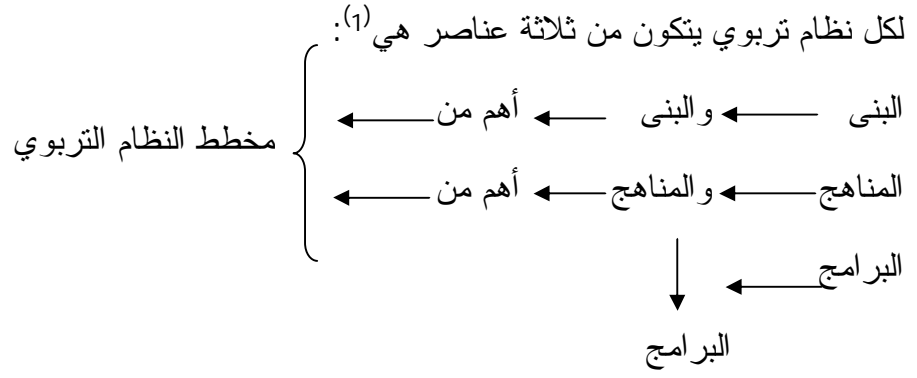 لكل نظام تربوي يتكون من ثلاثة عناصر هي(1):
البنى والبنى أهم من
مخطط النظام التربوي
المناهج والمناهج أهم من
البرامج
البرامج